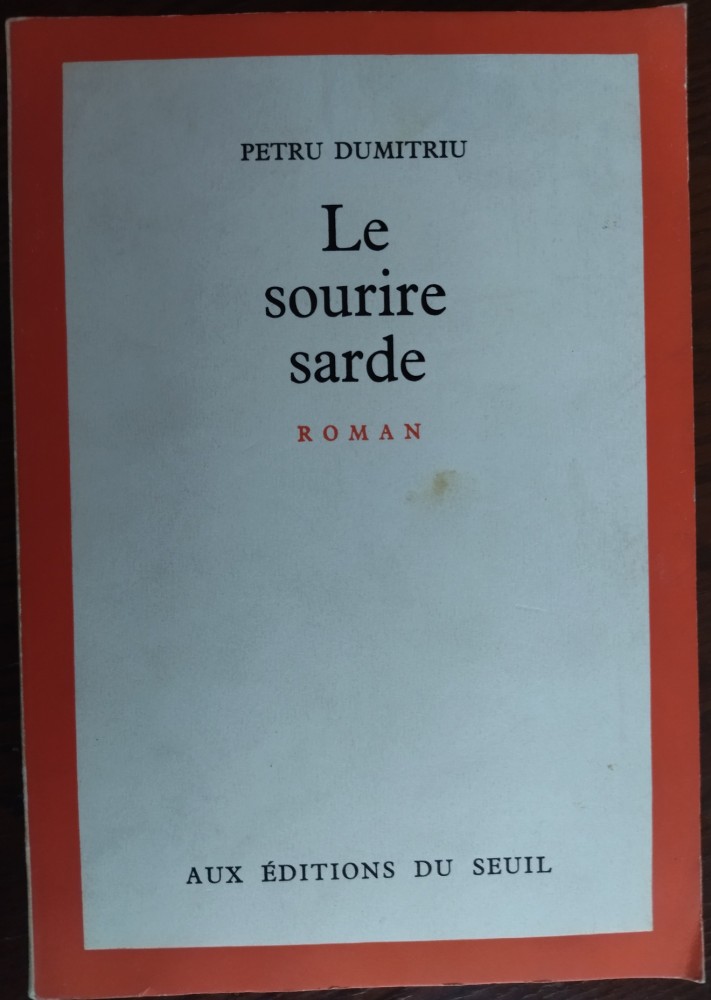 PETRU DUMITRIU
Le
sourire
sarde
ROMAN
AUX ÉDITIONS DU SEUIL